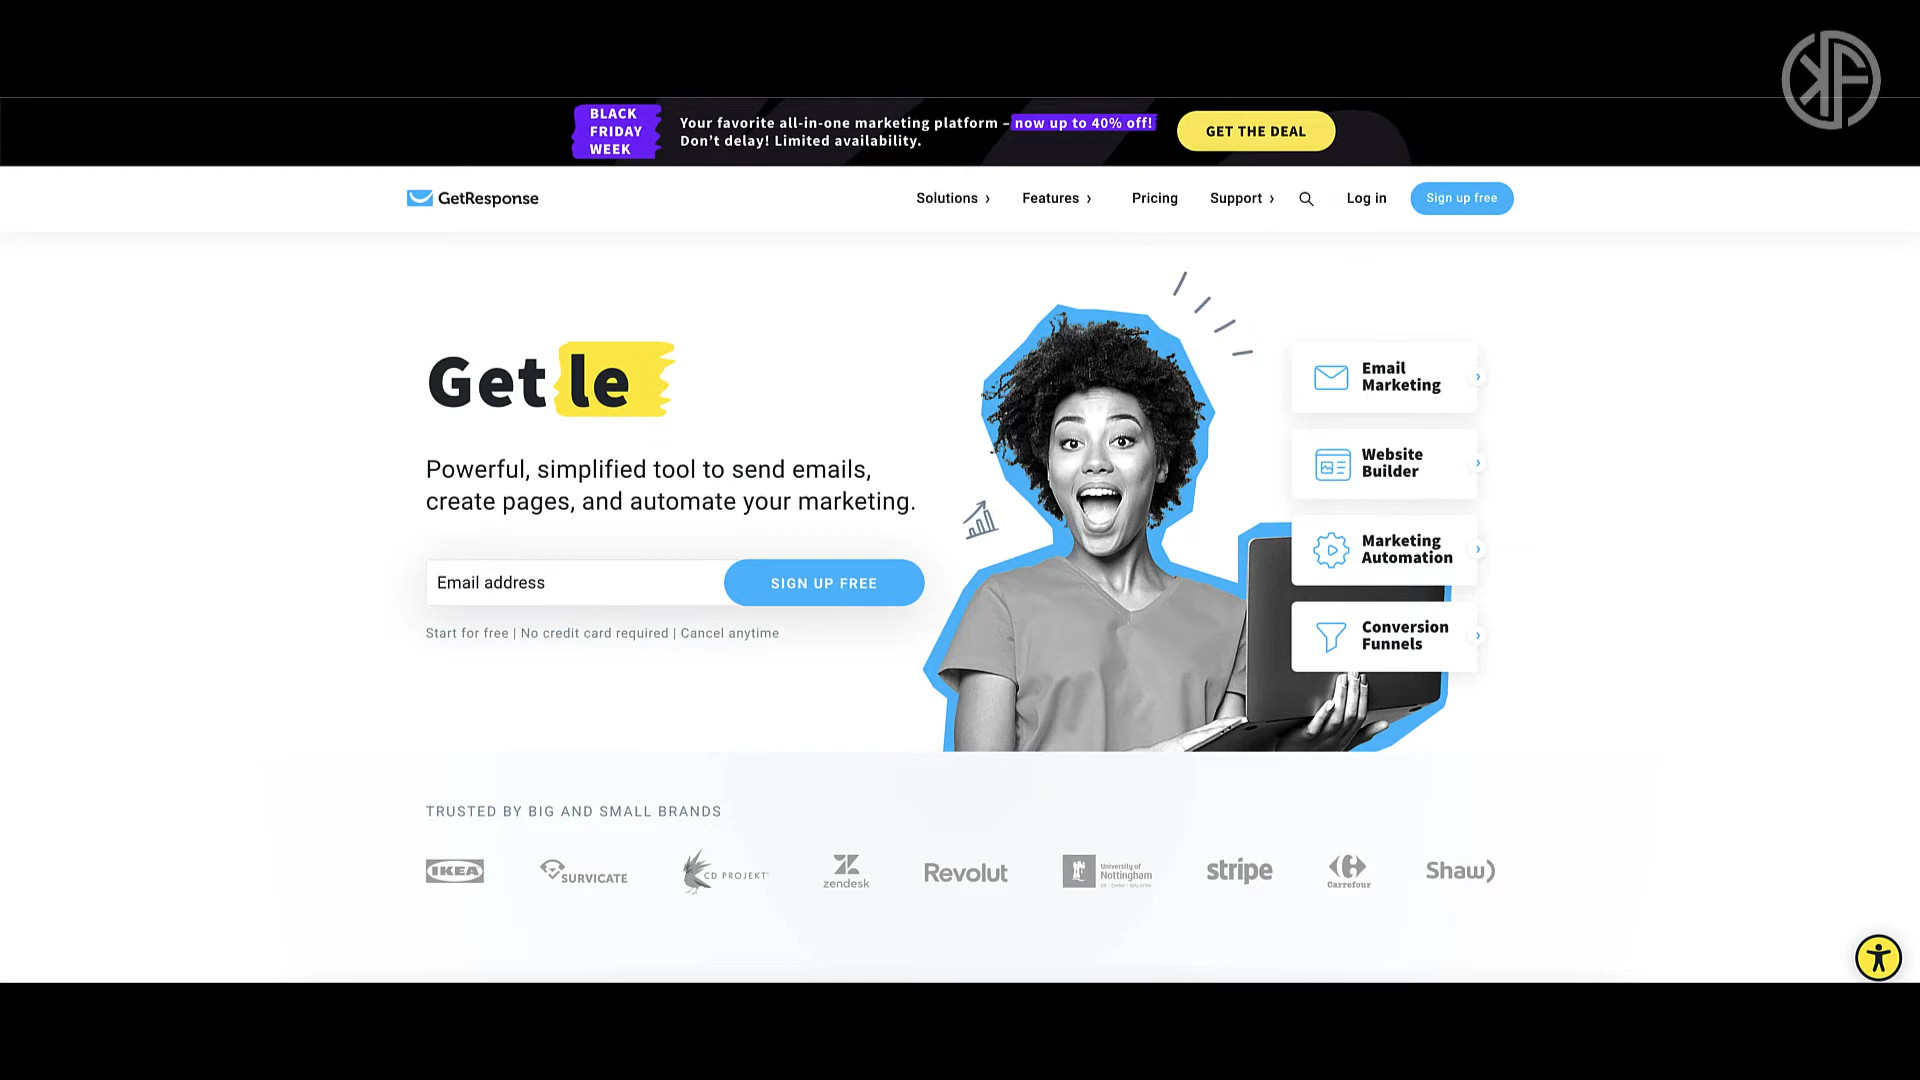 BLACK
FRIDAY
WEEK
Your favorite all-in-one marketing platform – now up to 40% off!
Don't delay! Limited availability.
GET THE DEAL
GetResponse
Solutions
Features
Pricing
Support
Log in
Sign up free
Get le
Powerful, simplified tool to send emails,
create pages, and automate your marketing.
Email address
SIGN UP FREE
Start for free | No credit card required | Cancel anytime
Email
Marketing
Website
Builder
Marketing
Automation
Conversion
Funnels
TRUSTED BY BIG AND SMALL BRANDS
IKEA
SURVICATE
CD PROJEKT
zendesk
Revolut
University of
Nottingham
UK · CHINA · MALAYSIA
stripe
Carrefour
Shaw)